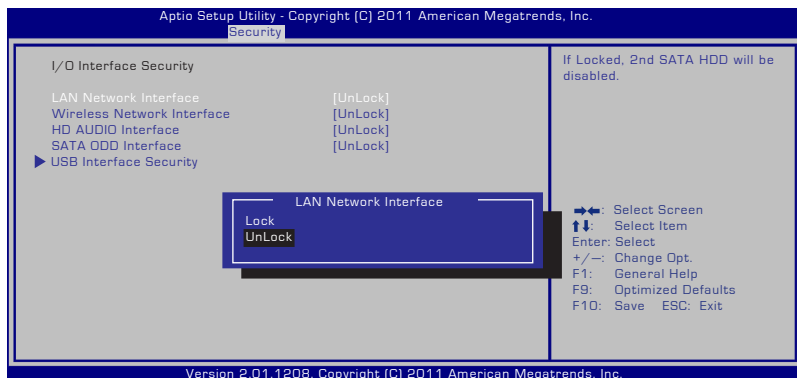 Aptio Setup Utility - Copyright (C) 2011 American Megatrends, Inc.
Security
I/O Interface Security
LAN Network Interface [UnLock]
Wireless Network Interface [UnLock]
HD AUDIO Interface [UnLock]
SATA ODD Interface [UnLock]
USB Interface Security
LAN Network Interface
Lock
UnLock
If Locked, 2nd SATA HDD will be
disabled.
→←: Select Screen
↑↓: Select Item
Enter: Select
+/—: Change Opt.
F1: General Help
F9: Optimized Defaults
F10: Save ESC: Exit
Version 2.01.1208. Copyright (C) 2011 American Megatrends, Inc.